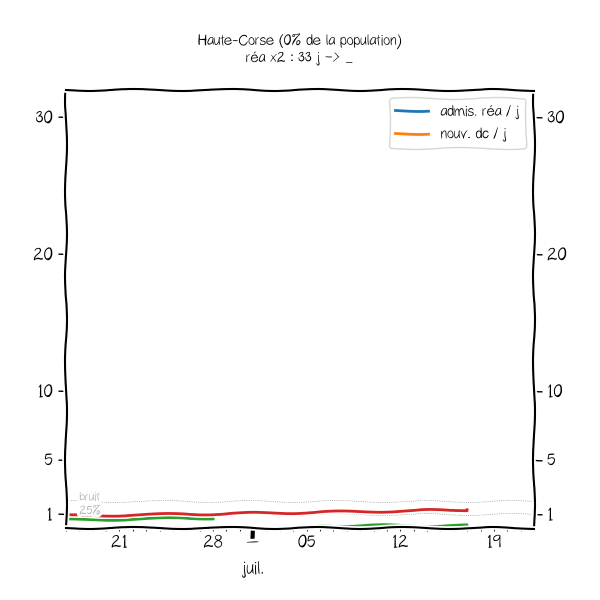 Haute-Corse (0% de la population)
réa x2 : 33 j -> _
admis. réa / j
nouv. dc / j
30 30
20 20
10 10
5 5
bruit
25%
1 1
21 28 05 12 19
juil.